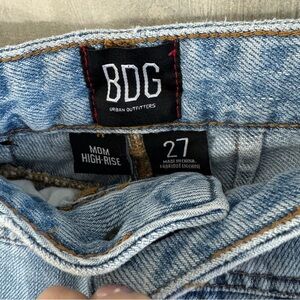 BDG
URBAN OUTFITTERS
MOM
HIGH-RISE
27
MADE IN CHINA